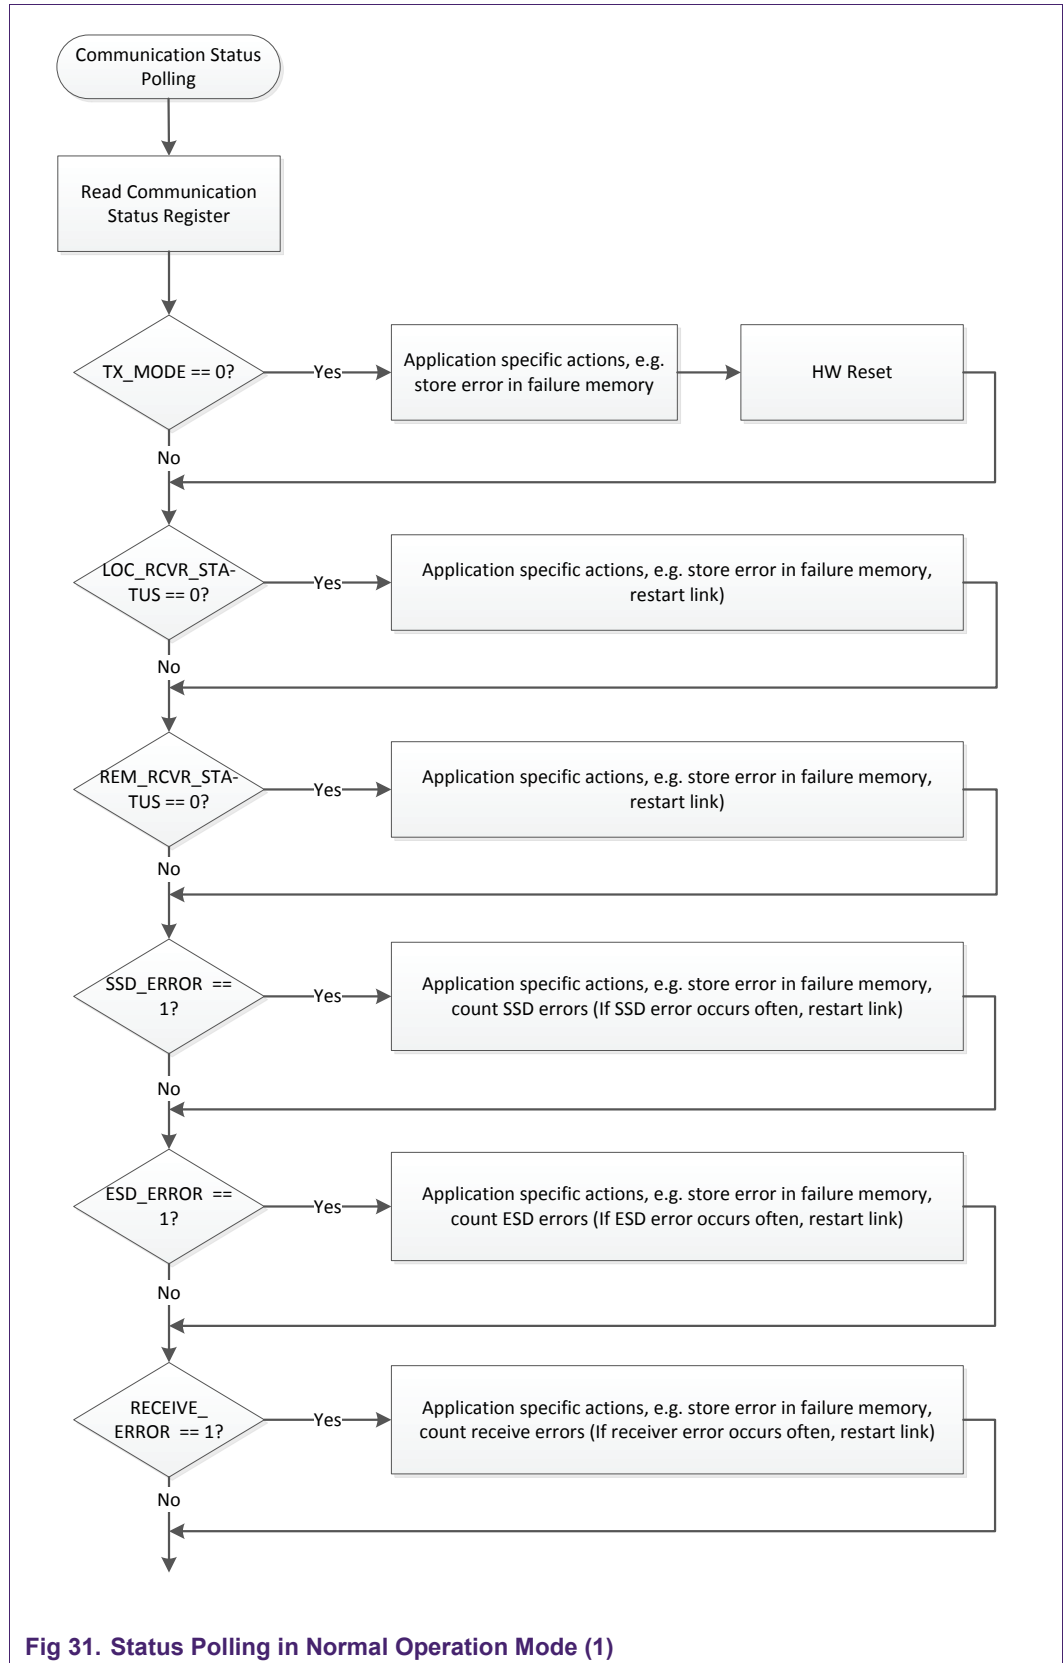 Communication Status
Polling
Read Communication
Status Register
TX_MODE == 0?
Yes
Application specific actions, e.g.
store error in failure memory
HW Reset
No
LOC_RCVR_STA-
TUS == 0?
Yes
Application specific actions, e.g. store error in failure memory,
restart link)
No
REM_RCVR_STA-
TUS == 0?
Yes
Application specific actions, e.g. store error in failure memory,
restart link)
No
SSD_ERROR ==
1?
Yes
Application specific actions, e.g. store error in failure memory,
count SSD errors (If SSD error occurs often, restart link)
No
ESD_ERROR ==
1?
Yes
Application specific actions, e.g. store error in failure memory,
count ESD errors (If ESD error occurs often, restart link)
No
RECEIVE_
ERROR == 1?
Yes
Application specific actions, e.g. store error in failure memory,
count receive errors (If receiver error occurs often, restart link)
No
Fig 31. Status Polling in Normal Operation Mode (1)